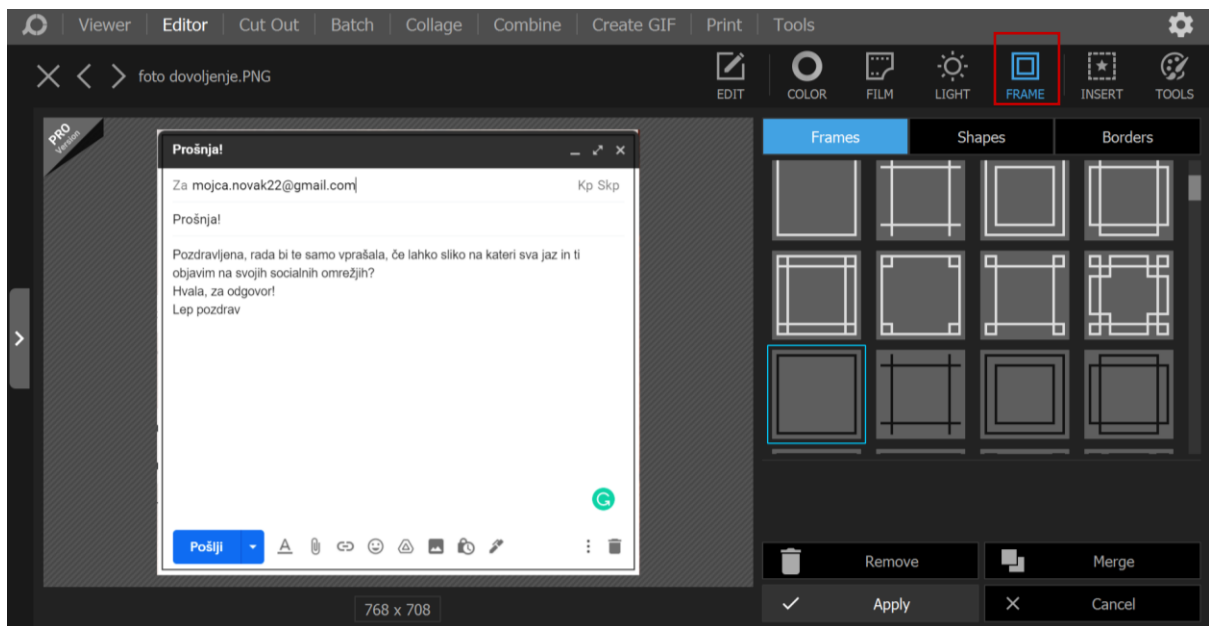 Viewer Editor Cut Out Batch Collage Combine Create GIF Print Tools
foto dovoljenje.PNG
EDIT COLOR FILM LIGHT FRAME INSERT TOOLS
PRO
Version
Frames Shapes Borders
Prošnja!
Za mojca.novak22@gmail.com Kp Skp
Prošnja!
Pozdravljena, rada bi te samo vprašala, če lahko sliko na kateri sva jaz in ti
objavim na svojih socialnih omrežjih?
Hvala, za odgovor!
Lep pozdrav
Pošlji
Remove Merge
768 x 708
Apply Cancel